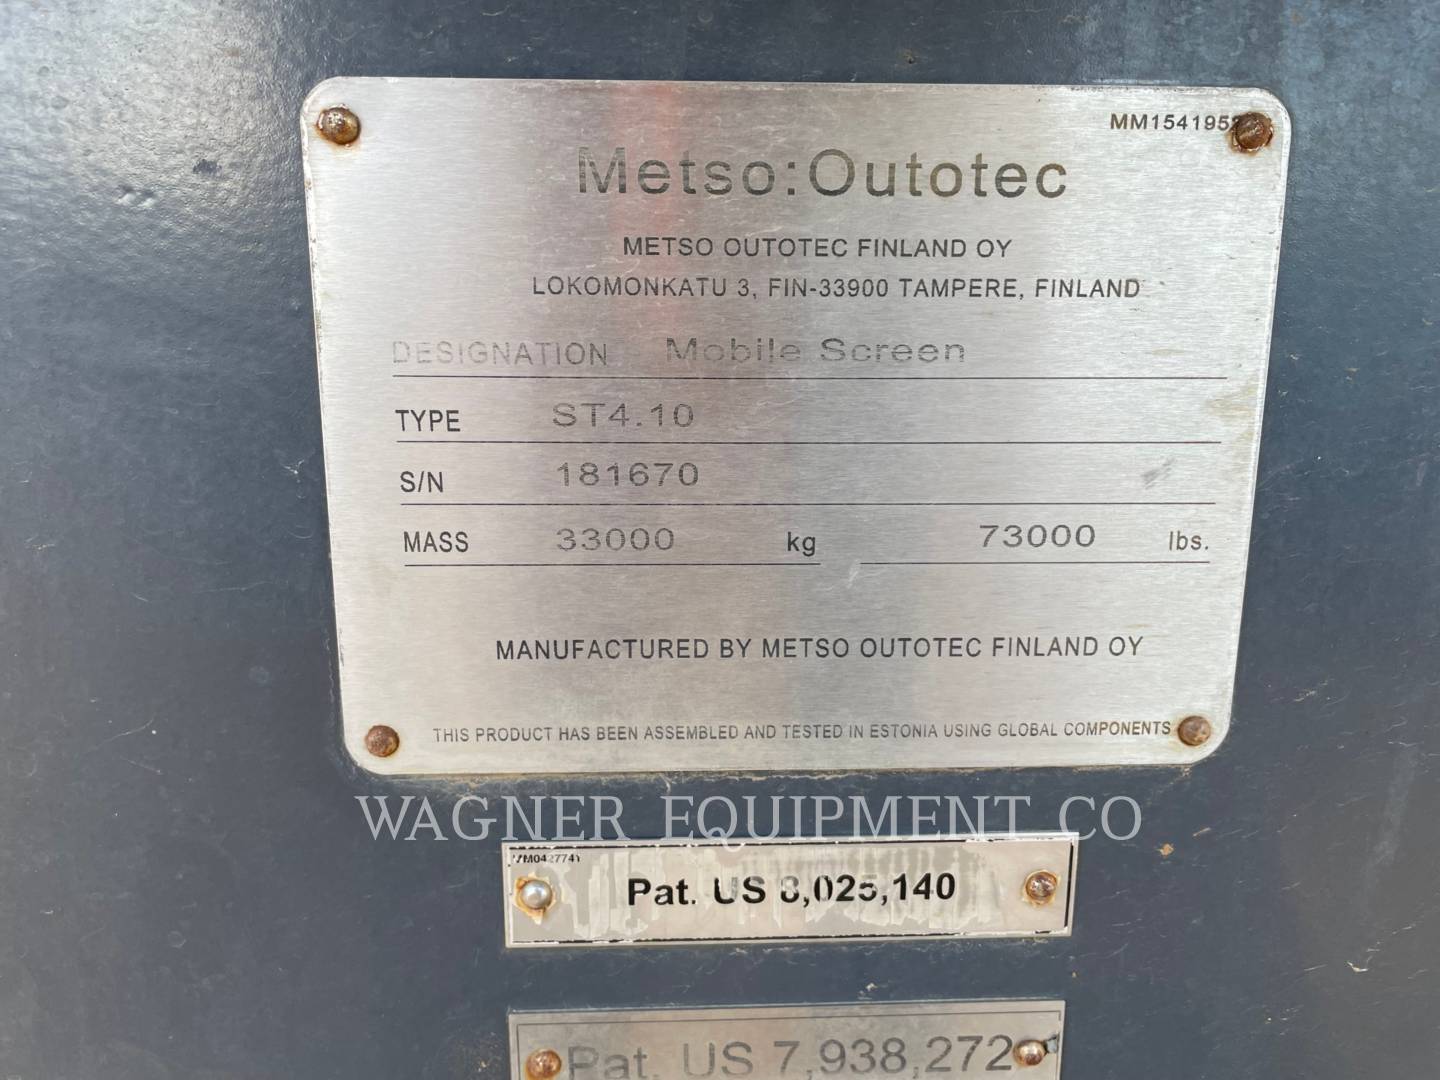 Metso:Outotec
METSO OUTOTEC FINLAND OY
LOKOMONKATU 3, FIN-33900 TAMPERE, FINLAND
DESIGNATION Mobile Screen
TYPE ST4.10
S/N 181670
MASS 33000 kg 73000 lbs.
MANUFACTURED BY METSO OUTOTEC FINLAND OY
THIS PRODUCT HAS BEEN ASSEMBLED AND TESTED IN ESTONIA USING GLOBAL COMPONENTS
WAGNER EQUIPMENT CO
Pat. US 8,025,140
Pat. US 7,938,272